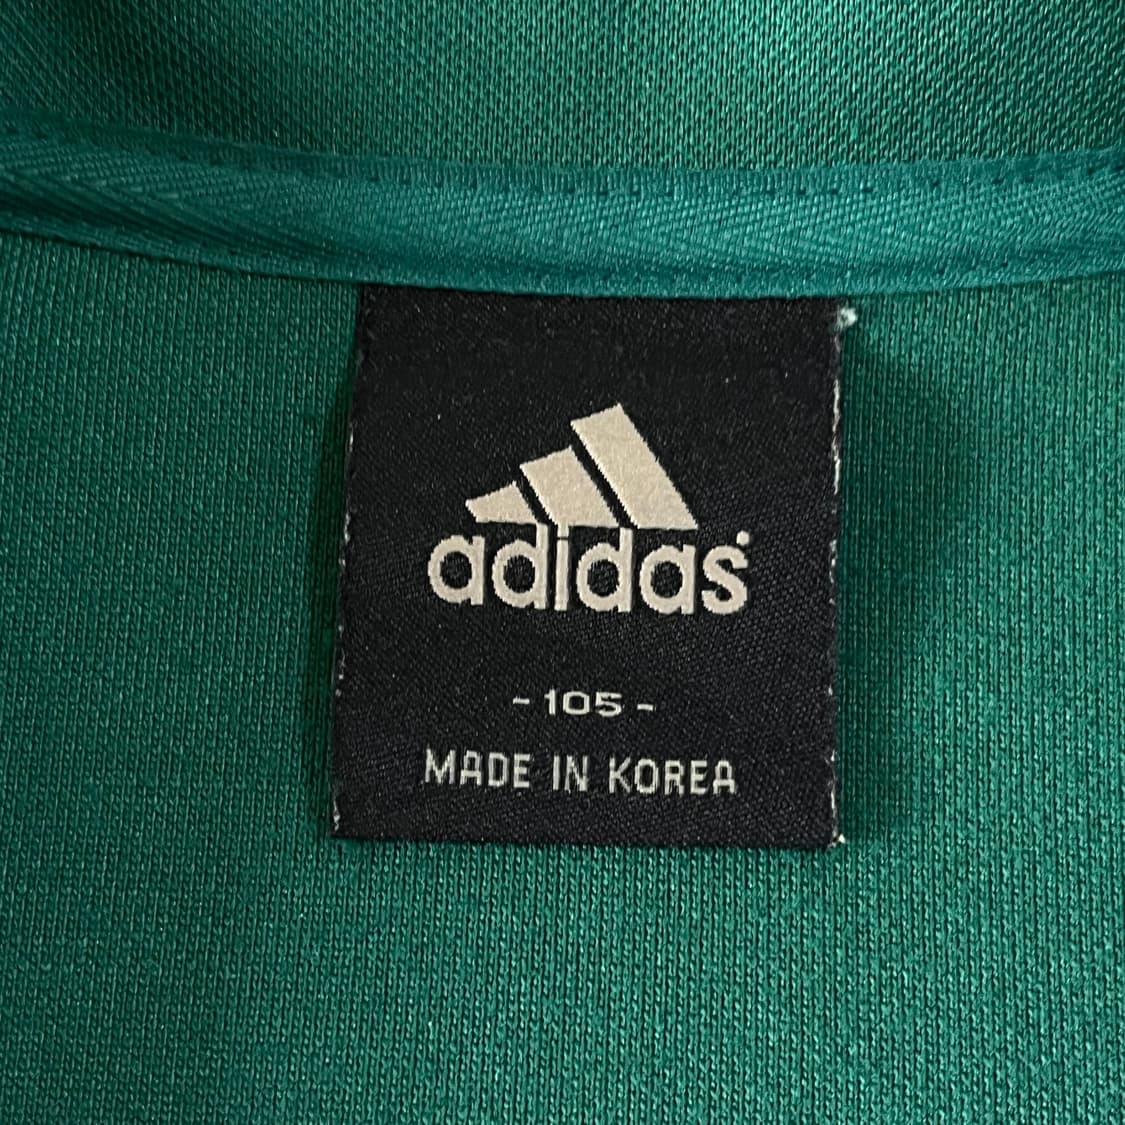 adidas
- 105 -
MADE IN KOREA